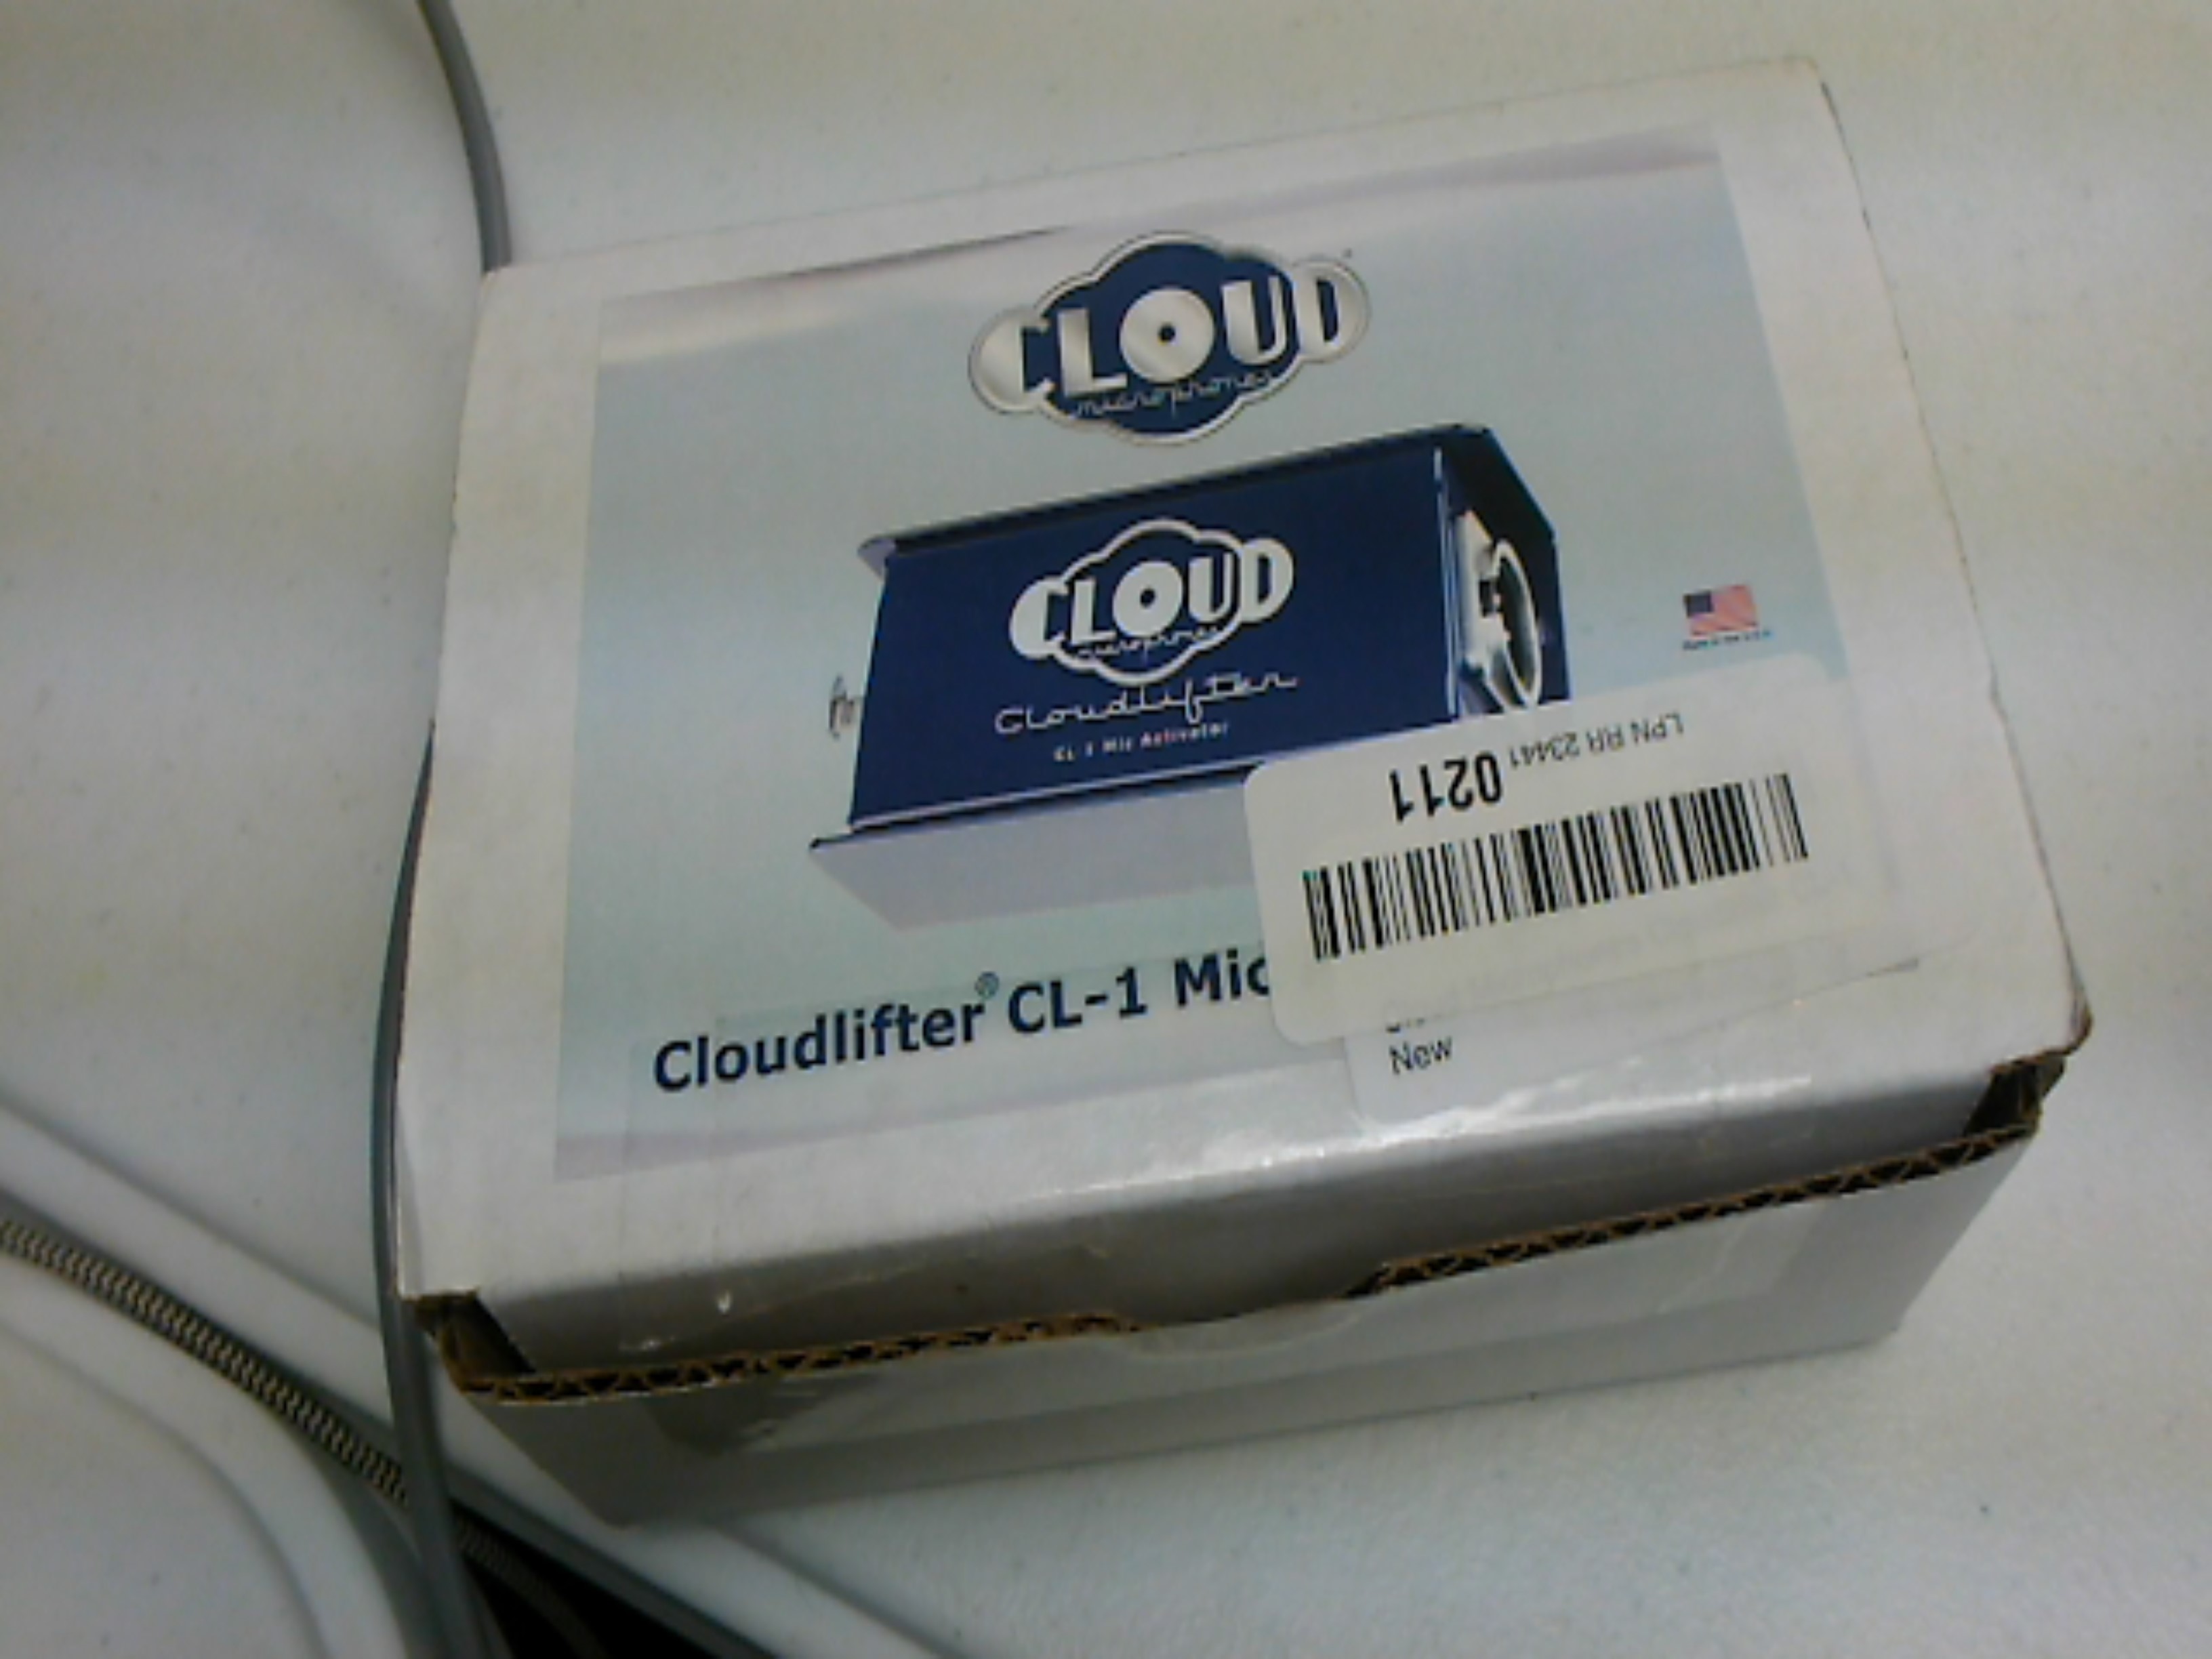 CLOUD
microphones
CLOUD
microphones
Cloudlifter
CL-1 Mic Activator
LPN RR 23441 0211
Cloudlifter® CL-1 Mic
New